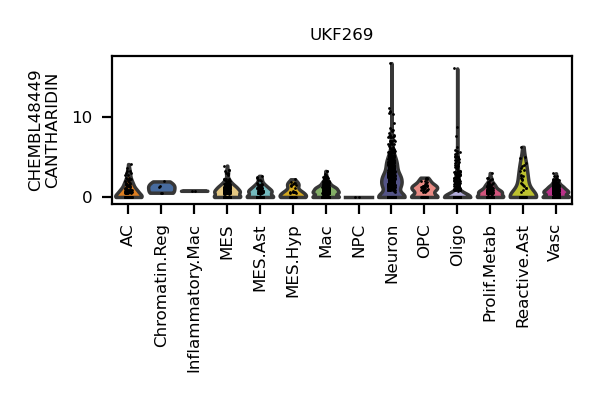 UKF269
CHEMBL48449
CANTHARIDIN
10
0
AC
Chromatin.Reg
Inflammatory.Mac
MES
MES.Ast
MES.Hyp
Mac
NPC
Neuron
OPC
Oligo
Prolif.Metab
Reactive.Ast
Vasc